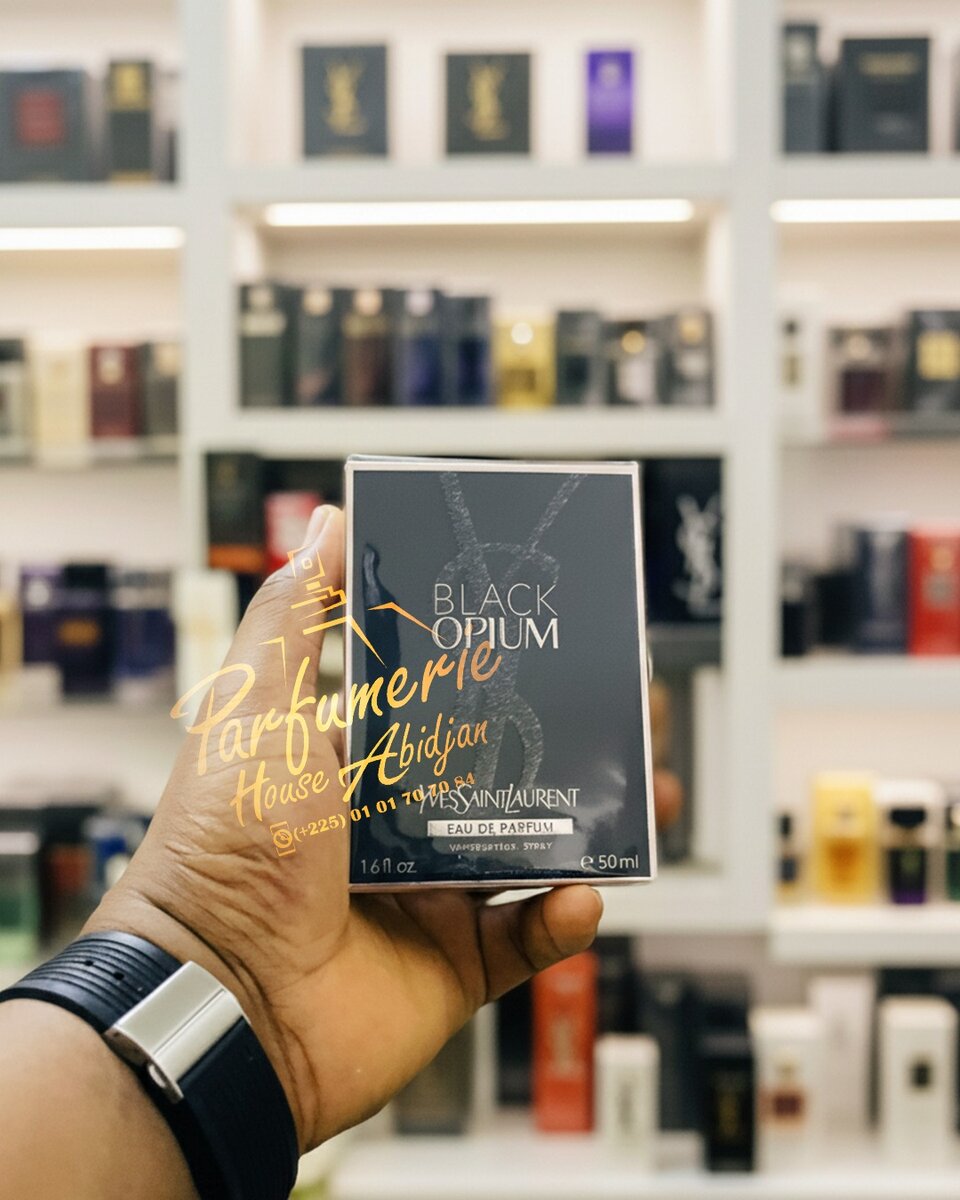 BLACK
OPIUM
Parfumerie
House Abidjan
(+225) 01 01 70 70 84
YVESSAINTLAURENT
EAU DE PARFUM
1.6 fl oz
e 50 ml